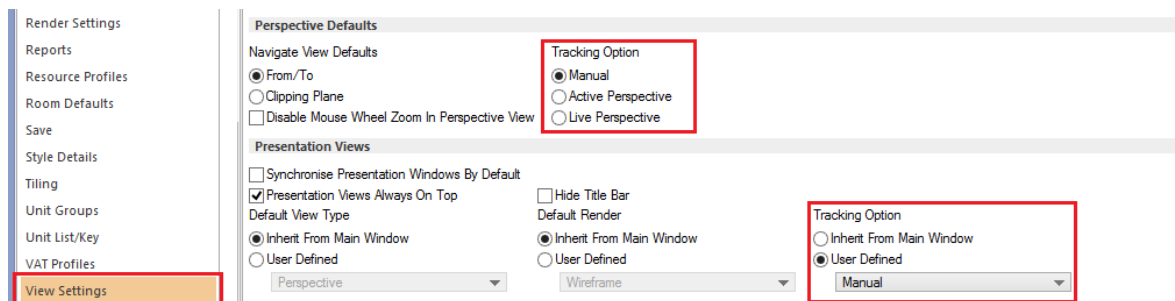 Render Settings
Reports
Resource Profiles
Room Defaults
Save
Style Details
Tiling
Unit Groups
Unit List/Key
VAT Profiles
View Settings
Perspective Defaults
Navigate View Defaults
From/To
Clipping Plane
Disable Mouse Wheel Zoom In Perspective View
Tracking Option
Manual
Active Perspective
Live Perspective
Presentation Views
Synchronise Presentation Windows By Default
Presentation Views Always On Top
Hide Title Bar
Default View Type
Inherit From Main Window
User Defined
Perspective
Default Render
Inherit From Main Window
User Defined
Wireframe
Tracking Option
Inherit From Main Window
User Defined
Manual